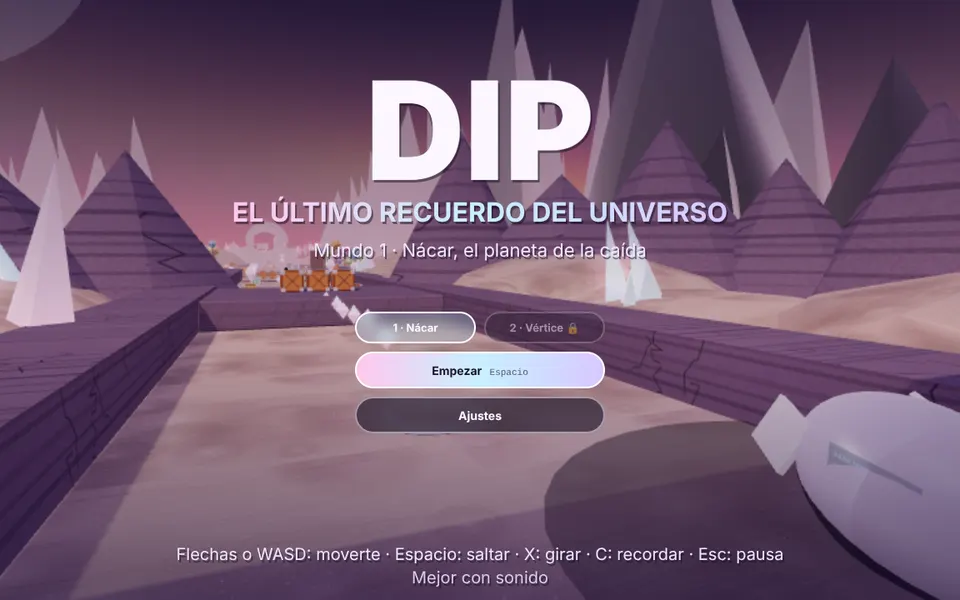 DIP
EL ÚLTIMO RECUERDO DEL UNIVERSO
Mundo 1 · Nácar, el planeta de la caída
1 · Nácar
2 · Vértice 🔒
Empezar Espacio
Ajustes
Flechas o WASD: moverte · Espacio: saltar · X: girar · C: recordar · Esc: pausa
Mejor con sonido